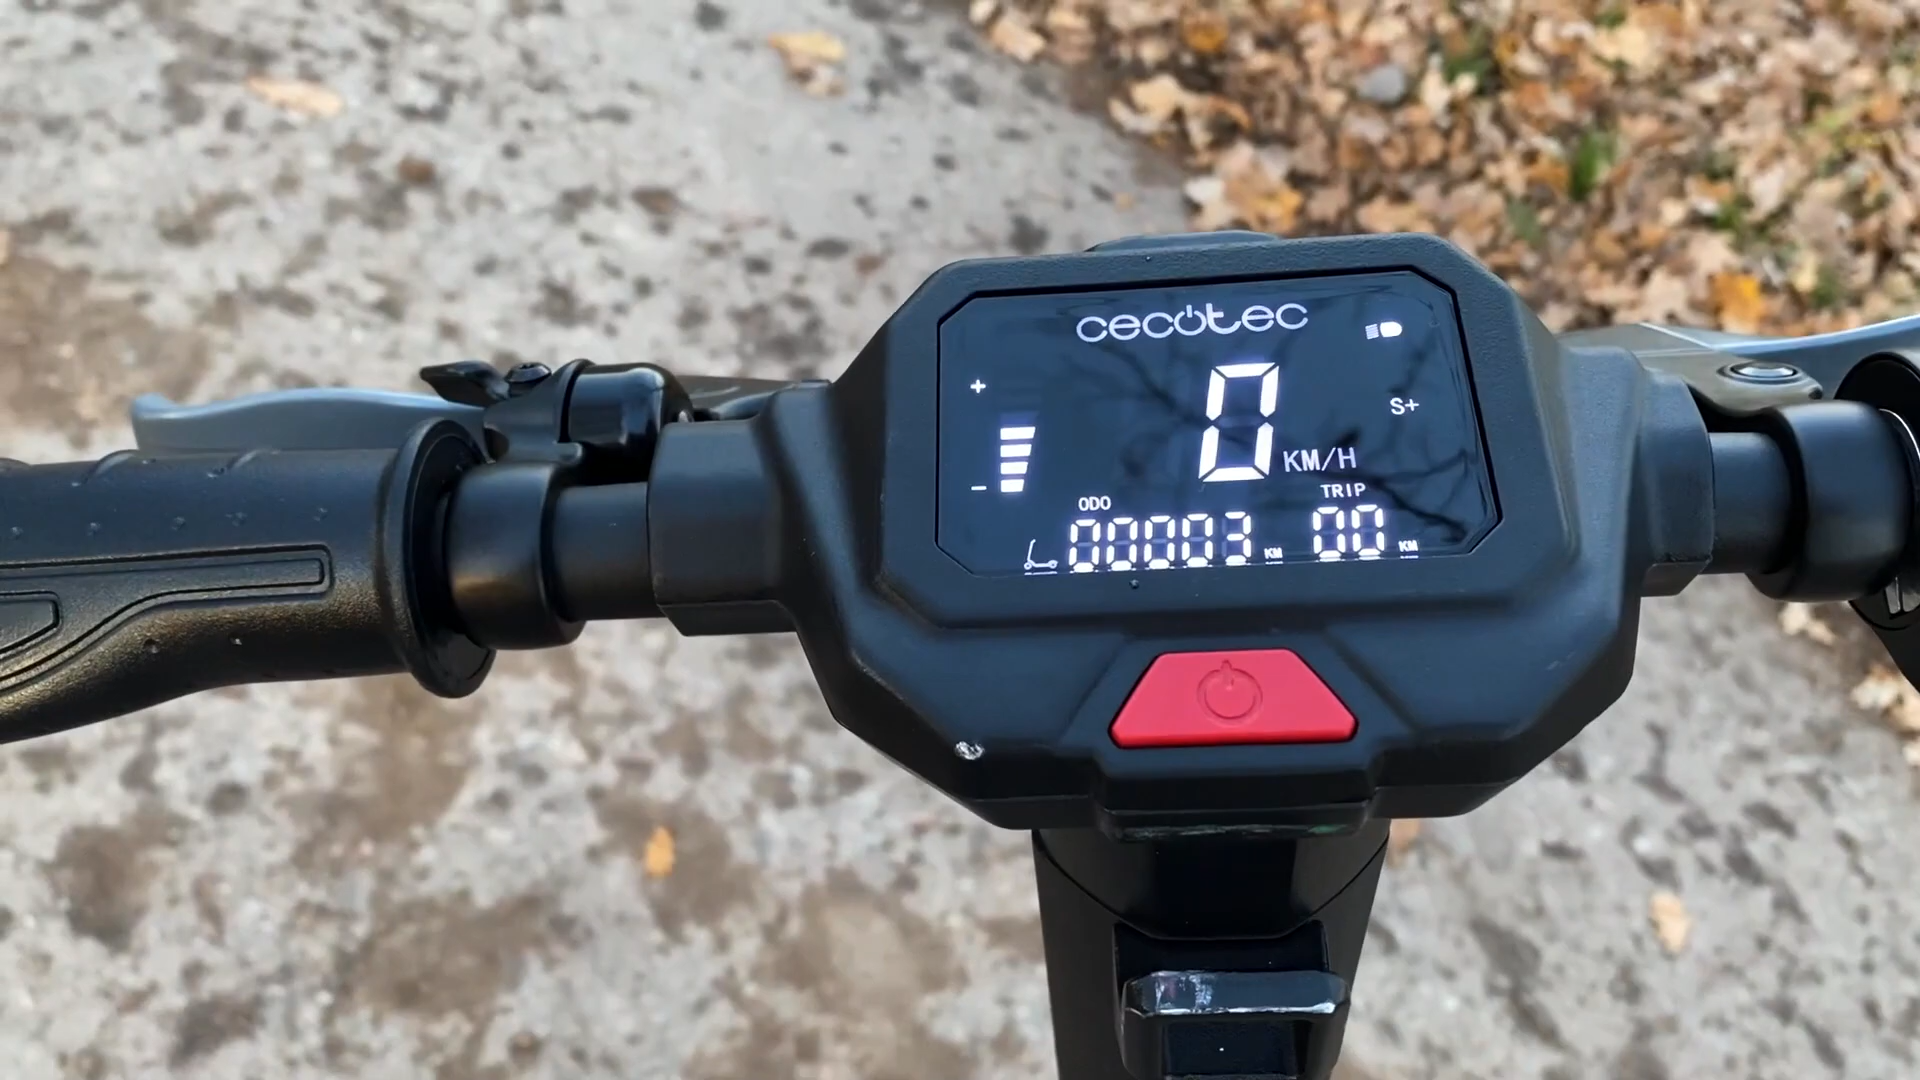 cecotec
+
S+
0 KM/H
-
ODO TRIP
00003 KM 00 KM